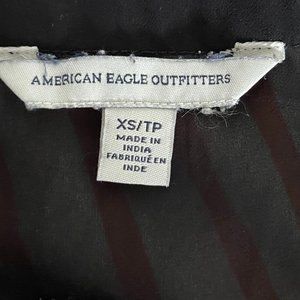 AMERICAN EAGLE OUTFITTERS
XS/TP
MADE IN
INDIA
FABRIQUÉ EN
INDE